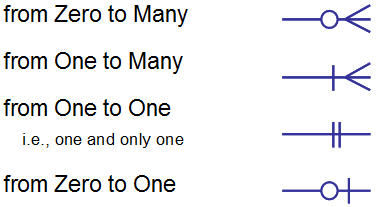 from Zero to Many
from One to Many
from One to One
i.e., one and only one
from Zero to One